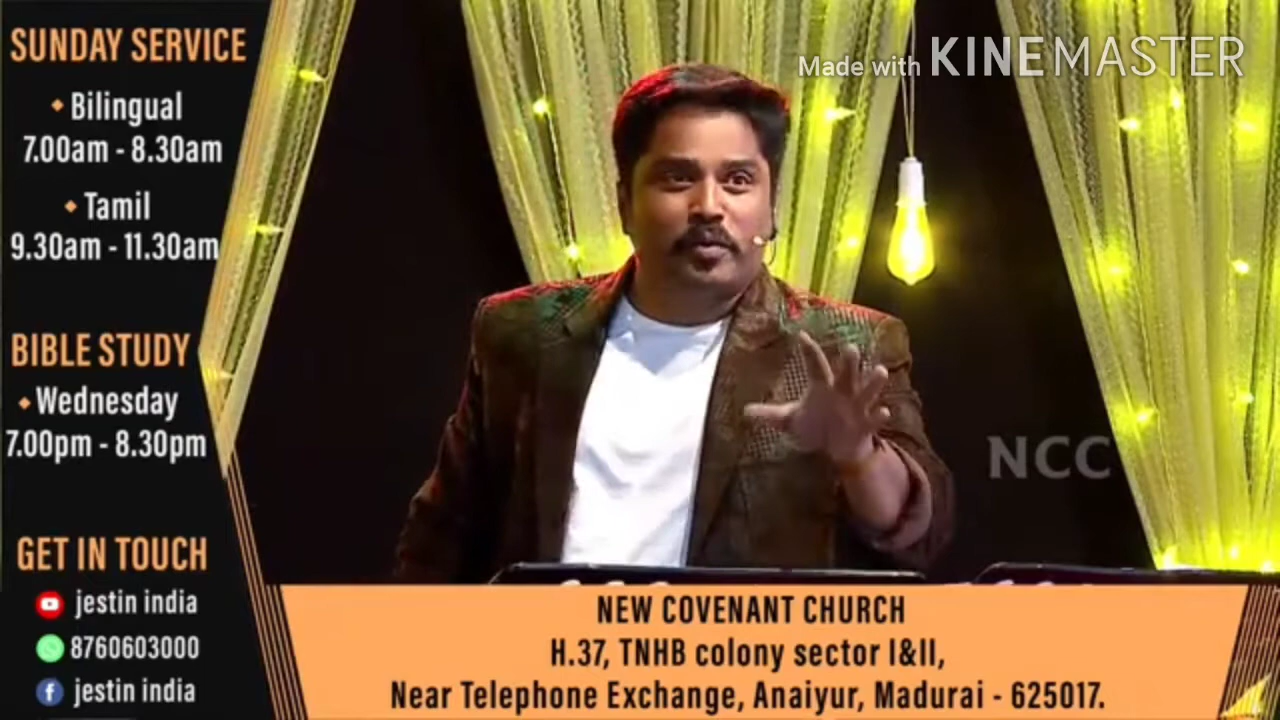 SUNDAY SERVICE
Bilingual
7.00am - 8.30am
Tamil
9.30am - 11.30am
BIBLE STUDY
Wednesday
7.00pm - 8.30pm
GET IN TOUCH
jestin india
8760603000
jestin india
Made with KINEMASTER
NCC
NEW COVENANT CHURCH
H.37, TNHB colony sector I&II,
Near Telephone Exchange, Anaiyur, Madurai - 625017.